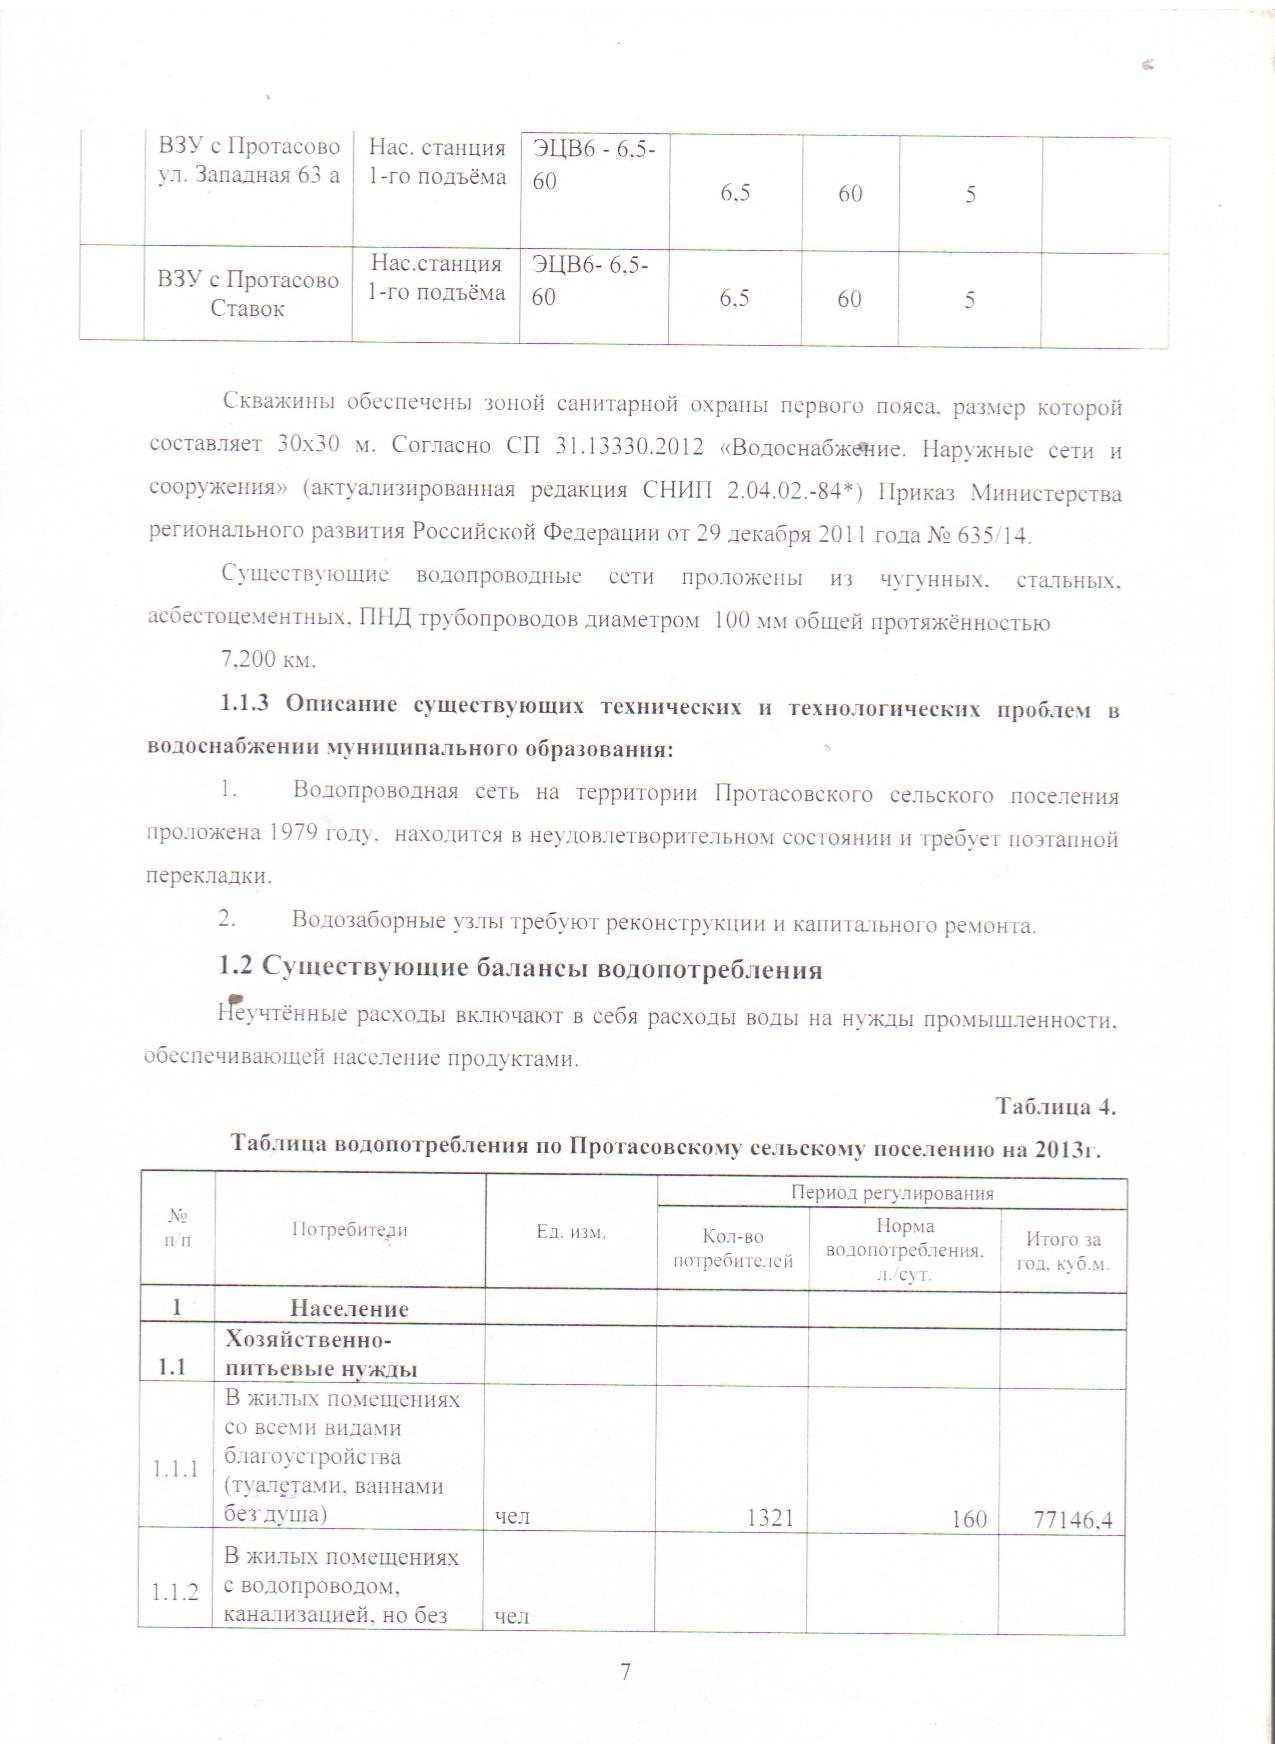 ВЗУ с Протасово
ул. Западная 63 а
Нас. станция
1-го подъёма
ЭЦВ6 - 6,5-
60
6,5
60
5
ВЗУ с Протасово
Ставок
Нас.станция
1-го подъёма
ЭЦВ6- 6,5-
60
6,5
60
5
Скважины обеспечены зоной санитарной охраны первого пояса, размер которой
составляет 30х30 м. Согласно СП 31.13330.2012 «Водоснабжение. Наружные сети и
сооружения» (актуализированная редакция СНИП 2.04.02.-84*) Приказ Министерства
регионального развития Российской Федерации от 29 декабря 2011 года № 635/14.
Существующие водопроводные сети проложены из чугунных, стальных,
асбестоцементных, ПНД трубопроводов диаметром 100 мм общей протяжённостью
7,200 км.
1.1.3 Описание существующих технических и технологических проблем в
водоснабжении муниципального образования:
1. Водопроводная сеть на территории Протасовского сельского поселения
проложена 1979 году, находится в неудовлетворительном состоянии и требует поэтапной
перекладки.
2. Водозаборные узлы требуют реконструкции и капитального ремонта.
1.2 Существующие балансы водопотребления
Неучтённые расходы включают в себя расходы воды на нужды промышленности,
обеспечивающей население продуктами.
Таблица 4.
Таблица водопотребления по Протасовскому сельскому поселению на 2013г.
№
п/п
Потребители
Ед. изм.
Период регулирования
Кол-во
потребителей
Норма
водопотребления,
л./сут.
Итого за
год, куб.м.
1
Население
1.1
Хозяйственно-
питьевые нужды
1.1.1
В жилых помещениях
со всеми видами
благоустройства
(туалетами, ваннами
без душа)
чел
1321
160
77146,4
1.1.2
В жилых помещениях
с водопроводом,
канализацией, но без
чел
7